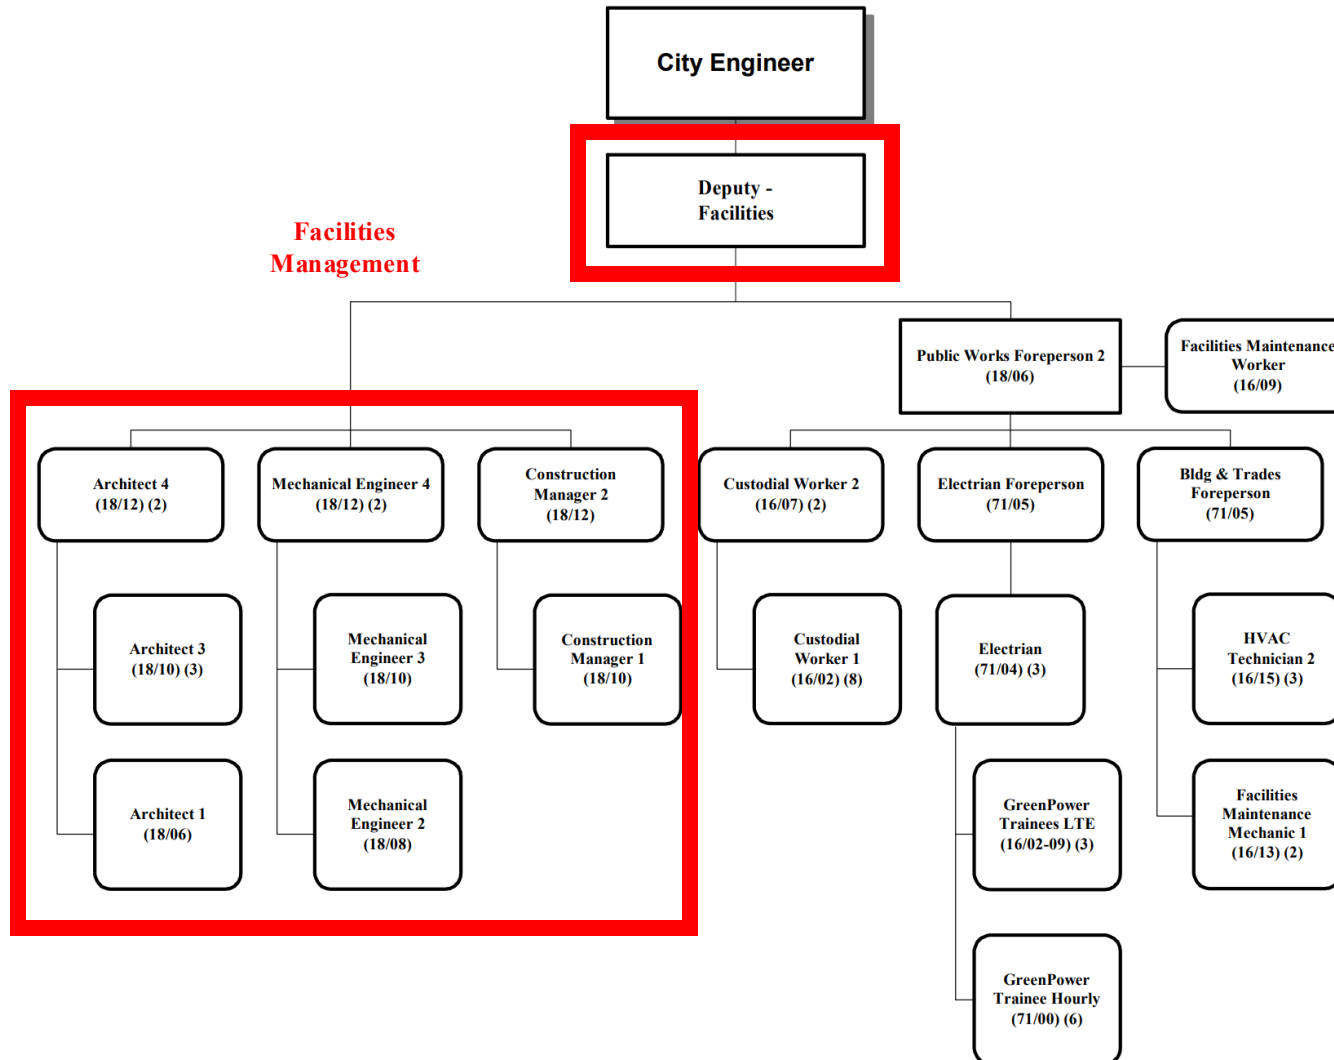 City Engineer
Deputy -
Facilities
Facilities
Management
Public Works Foreperson 2
(18/06)
Facilities Maintenance
Worker
(16/09)
Architect 4
(18/12) (2)
Mechanical Engineer 4
(18/12) (2)
Construction
Manager 2
(18/12)
Custodial Worker 2
(16/07) (2)
Electrian Foreperson
(71/05)
Bldg & Trades
Foreperson
(71/05)
Architect 3
(18/10) (3)
Mechanical
Engineer 3
(18/10)
Construction
Manager 1
(18/10)
Custodial
Worker 1
(16/02) (8)
Electrian
(71/04) (3)
HVAC
Technician 2
(16/15) (3)
Architect 1
(18/06)
Mechanical
Engineer 2
(18/08)
GreenPower
Trainees LTE
(16/02-09) (3)
Facilities
Maintenance
Mechanic 1
(16/13) (2)
GreenPower
Trainee Hourly
(71/00) (6)